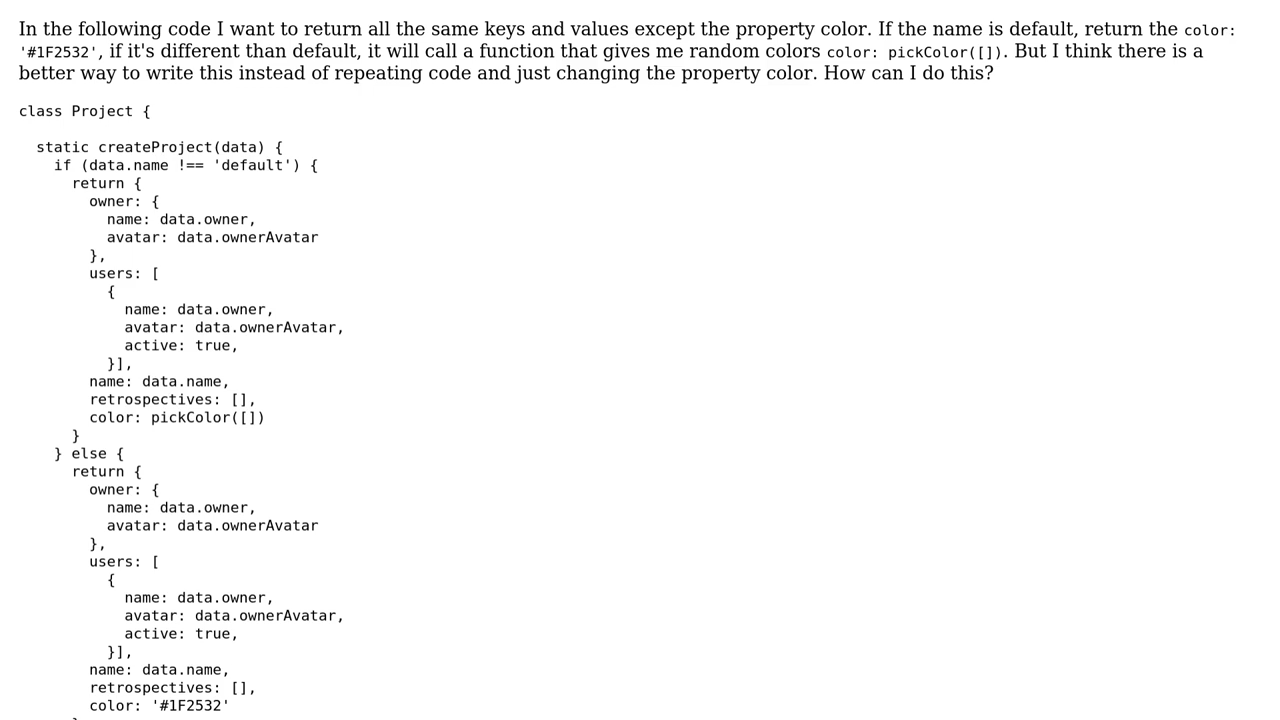 In the following code I want to return all the same keys and values except the property color. If the name is default, return the color:
'#1F2532', if it's different than default, it will call a function that gives me random colors color: pickColor([]). But I think there is a
better way to write this instead of repeating code and just changing the property color. How can I do this?
class Project {
  static createProject(data) {
    if (data.name !== 'default') {
      return {
        owner: {
          name: data.owner,
          avatar: data.ownerAvatar
        },
        users: [
          {
            name: data.owner,
            avatar: data.ownerAvatar,
            active: true,
          }],
        name: data.name,
        retrospectives: [],
        color: pickColor([])
      }
    } else {
      return {
        owner: {
          name: data.owner,
          avatar: data.ownerAvatar
        },
        users: [
          {
            name: data.owner,
            avatar: data.ownerAvatar,
            active: true,
          }],
        name: data.name,
        retrospectives: [],
        color: '#1F2532'